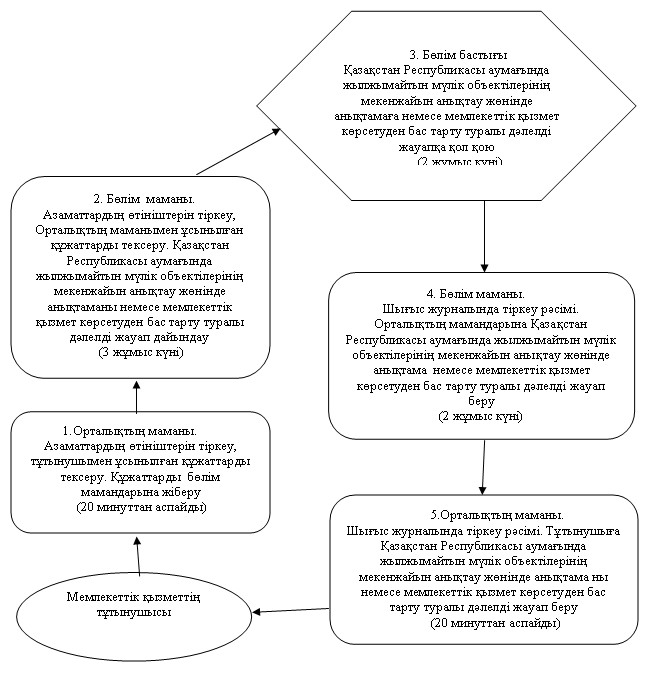 3. Бөлім бастығы
Қазақстан Республикасы аумағында
жылжымайтын мүлік объектілерінің
мекенжайын анықтау жөнінде
анықтамаға немесе мемлекеттік қызмет
көрсетуден бас тарту туралы дәлелді
жауапқа қол қою
(2 жұмыс күні)
2. Бөлім маманы.
Азаматтардың өтініштерін тіркеу,
Орталықтың маманымен ұсынылған
құжаттарды тексеру. Қазақстан
Республикасы аумағында
жылжымайтын мүлік объектілерінің
мекенжайын анықтау жөнінде
анықтаманы немесе мемлекеттік
қызмет көрсетуден бас тарту туралы
дәлелді жауап дайындау
(3 жұмыс күні)
4. Бөлім маманы.
Шығыс журналында тіркеу рәсімі.
Орталықтың мамандарына Қазақстан
Республикасы аумағында жылжымайтын мүлік
объектілерінің мекенжайын анықтау жөнінде
анықтама немесе мемлекеттік қызмет
көрсетуден бас тарту туралы дәлелді жауап
беру
(2 жұмыс күні)
1.Орталықтың маманы.
Азаматтардың өтініштерін тіркеу,
тұтынушымен ұсынылған құжаттарды
тексеру. Құжаттарды бөлім
мамандарына жіберу
(20 минуттан аспайды)
5.Орталықтың маманы.
Шығыс журналында тіркеу рәсімі. Тұтынушыға
Қазақстан Республикасы аумағында
жылжымайтын мүлік объектілерінің
мекенжайын анықтау жөнінде анықтама ны
немесе мемлекеттік қызмет көрсетуден бас
тарту туралы дәлелді жауап беру
(20 минуттан аспайды)
Мемлекеттік қызметтің
тұтынушысы